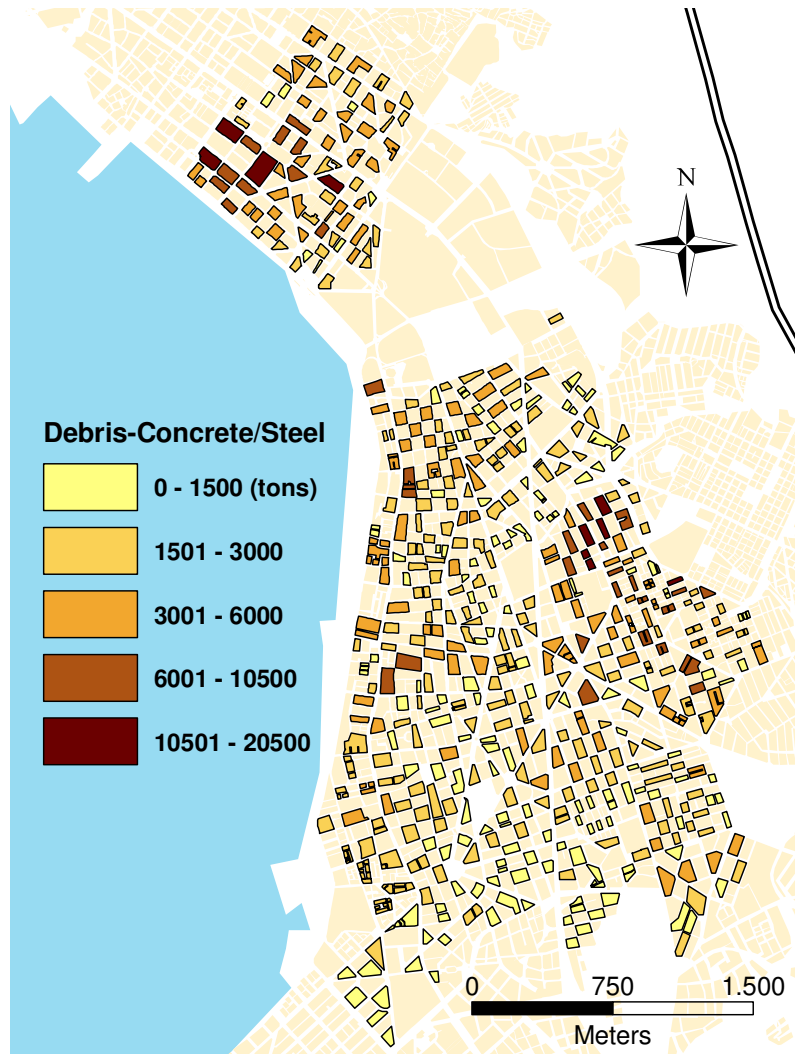 N
Debris-Concrete/Steel
0 - 1500 (tons)
1501 - 3000
3001 - 6000
6001 - 10500
10501 - 20500
0 750 1.500
Meters